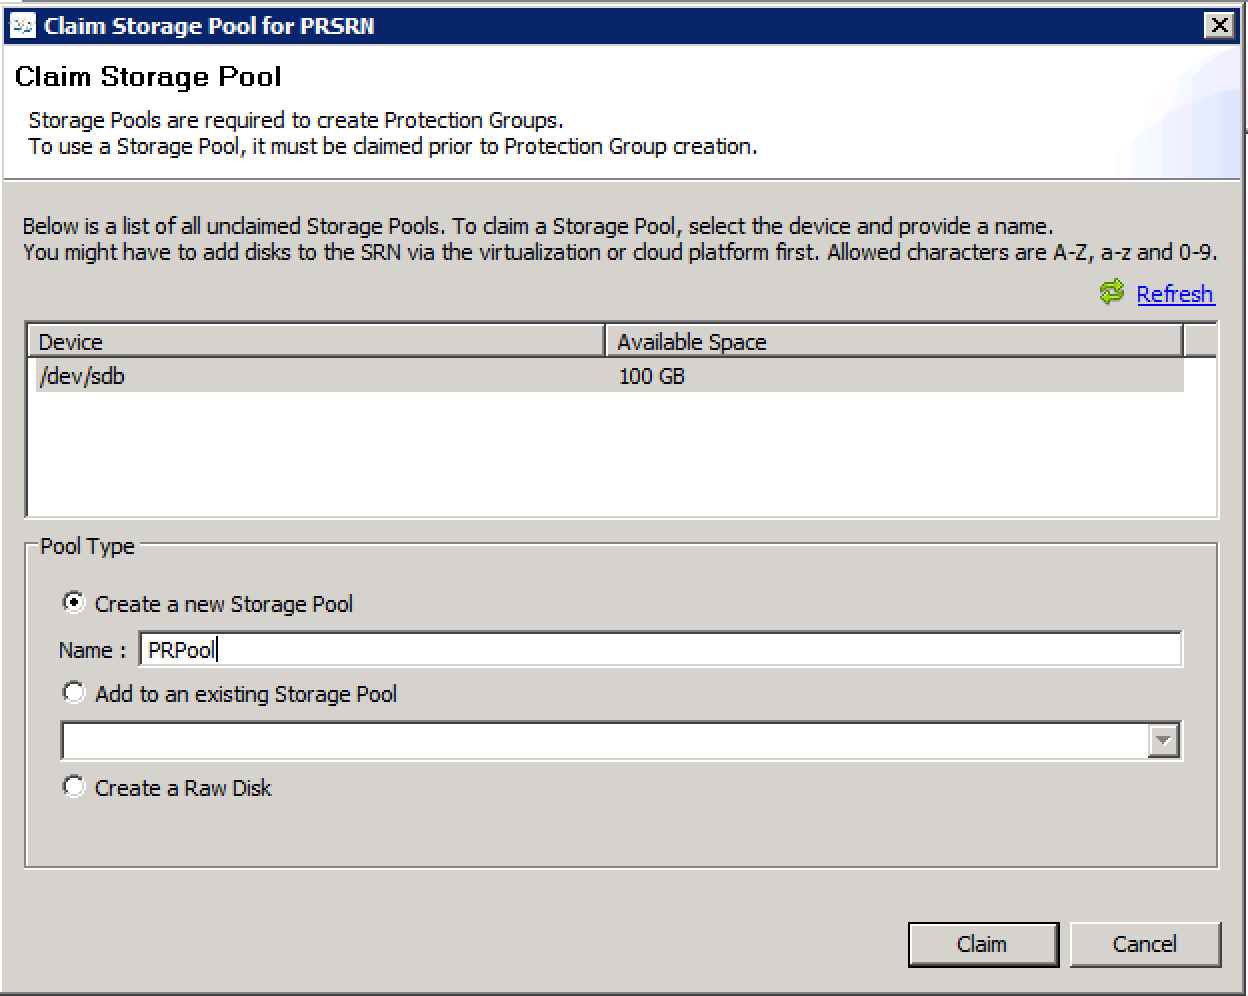 Claim Storage Pool for PRSRN
Claim Storage Pool
Storage Pools are required to create Protection Groups.
To use a Storage Pool, it must be claimed prior to Protection Group creation.
Below is a list of all unclaimed Storage Pools. To claim a Storage Pool, select the device and provide a name.
You might have to add disks to the SRN via the virtualization or cloud platform first. Allowed characters are A-Z, a-z and 0-9.
Refresh
Device Available Space
/dev/sdb 100 GB
Pool Type
Create a new Storage Pool
Name : PRPool
Add to an existing Storage Pool
Create a Raw Disk
Claim Cancel